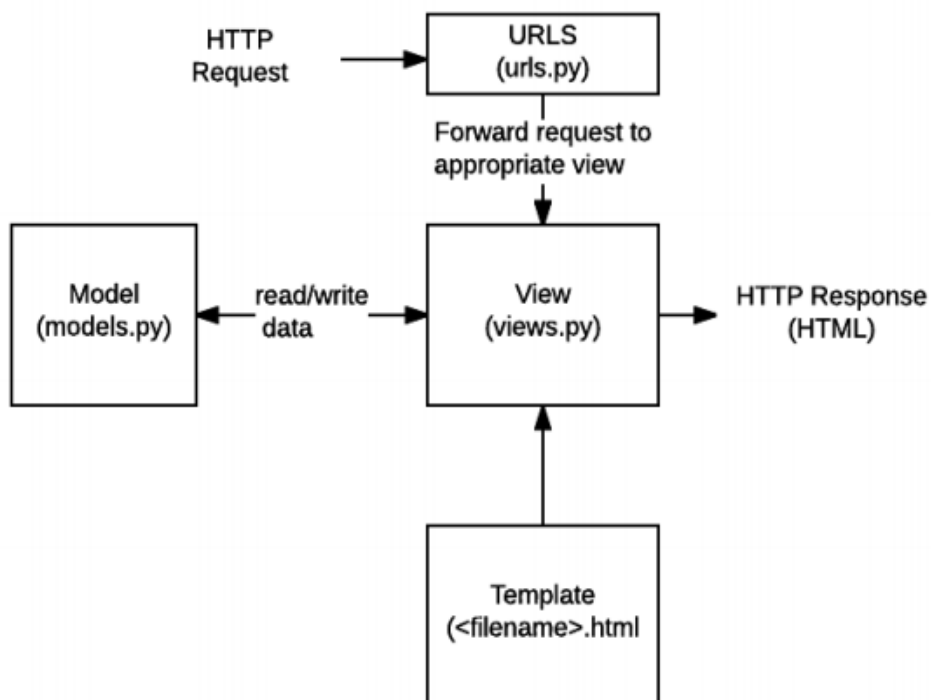 HTTP
Request
URLS
(urls.py)
Forward request to
appropriate view
Model
(models.py)
read/write
data
View
(views.py)
HTTP Response
(HTML)
Template
(<filename>.html